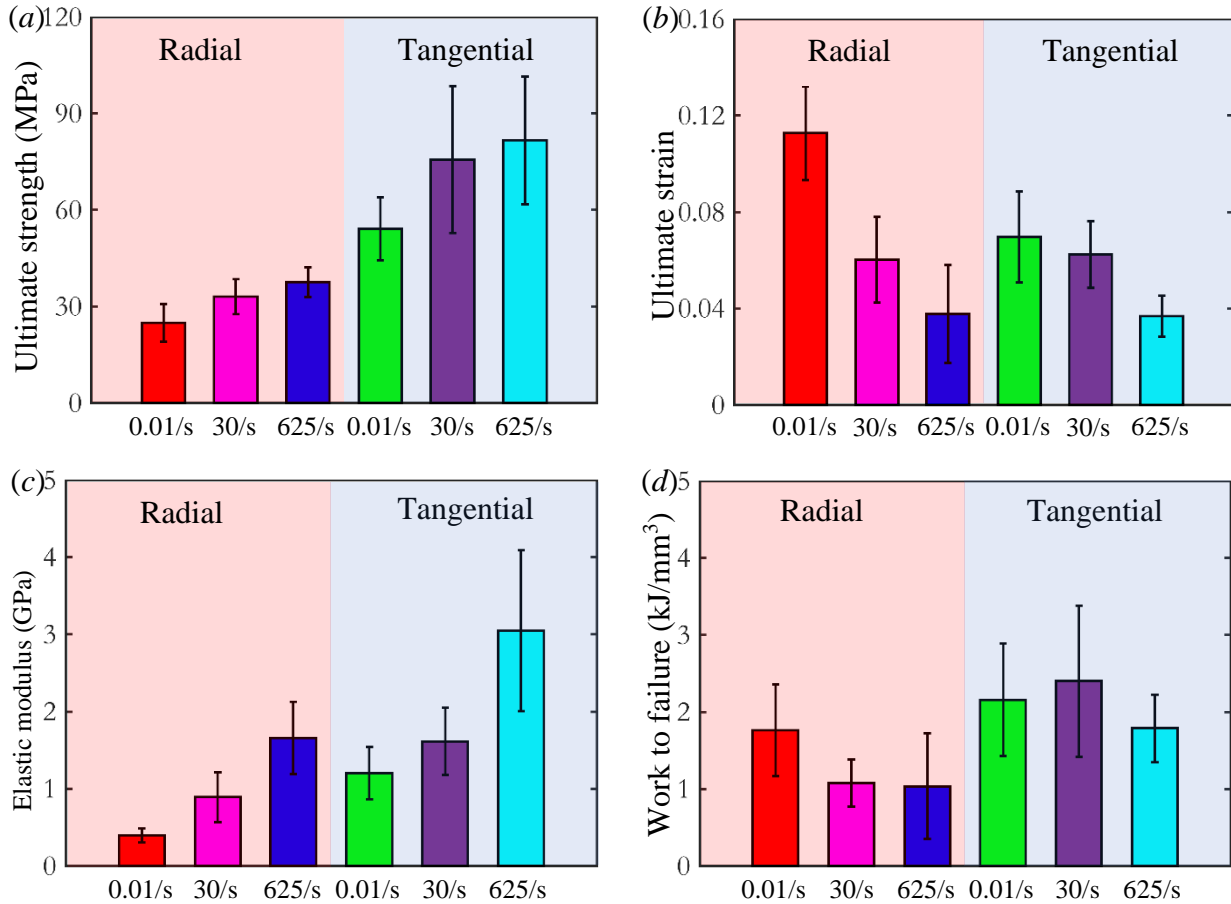 (a)
120
90
60
30
0
Ultimate strength (MPa)
Radial
Tangential
0.01/s
30/s
625/s
0.01/s
30/s
625/s
(b)
0.16
0.12
0.08
0.04
0
Ultimate strain
Radial
Tangential
0.01/s
30/s
625/s
0.01/s
30/s
625/s
(c)
5
4
3
2
1
0
Elastic modulus (GPa)
Radial
Tangential
0.01/s
30/s
625/s
0.01/s
30/s
625/s
(d)
5
4
3
2
1
0
Work to failure (kJ/mm³)
Radial
Tangential
0.01/s
30/s
625/s
0.01/s
30/s
625/s